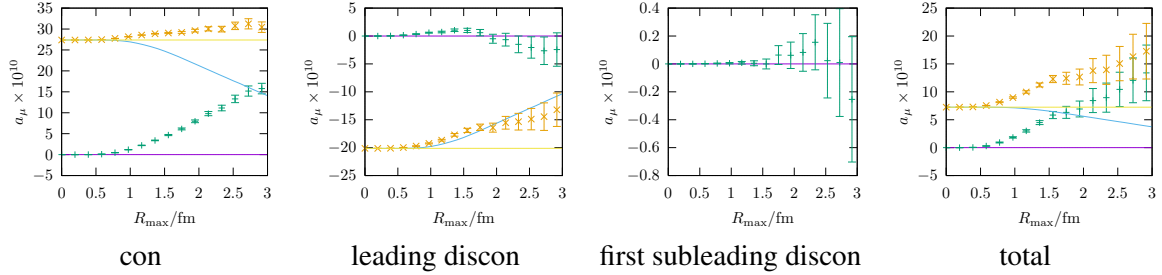 35
30
25
20
15
10
5
0
−5
0 0.5 1 1.5 2 2.5 3
a_μ × 10^10
R_max/fm
con
5
0
−5
−10
−15
−20
−25
0 0.5 1 1.5 2 2.5 3
a_μ × 10^10
R_max/fm
leading discon
0.4
0.2
0
−0.2
−0.4
−0.6
−0.8
0 0.5 1 1.5 2 2.5 3
a_μ × 10^10
R_max/fm
first subleading discon
25
20
15
10
5
0
−5
0 0.5 1 1.5 2 2.5 3
a_μ × 10^10
R_max/fm
total